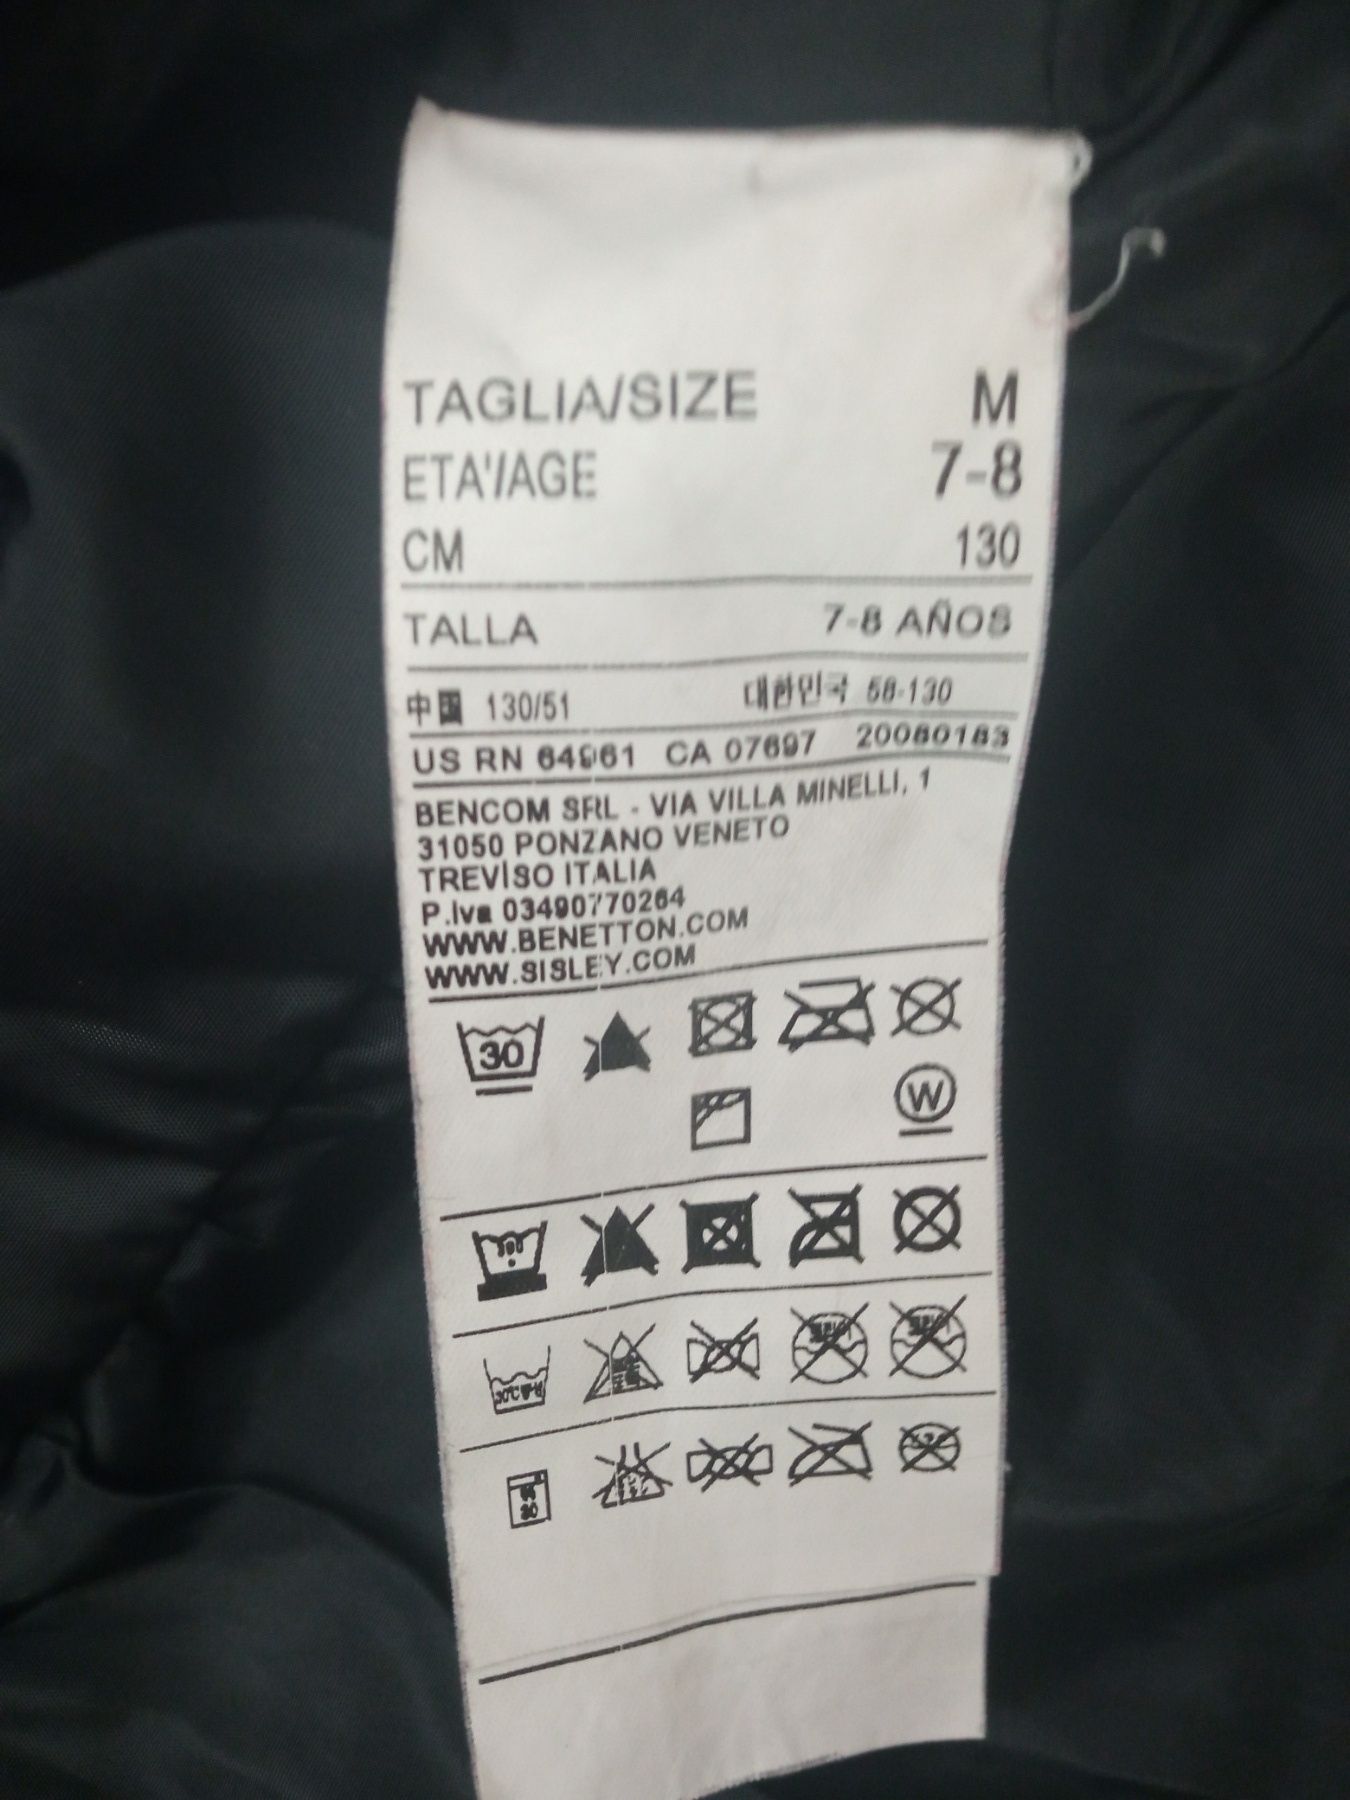 TAGLIA/SIZE M
ETA'/AGE 7-8
CM 130
TALLA 7-8 AÑOS
中国 130/51 대한민국 58-130
US RN 64961 CA 07697 20080183
BENCOM SRL - VIA VILLA MINELLI, 1
31050 PONZANO VENETO
TREVISO ITALIA
P.Iva 03490770264
WWW.BENETTON.COM
WWW.SISLEY.COM
30
W